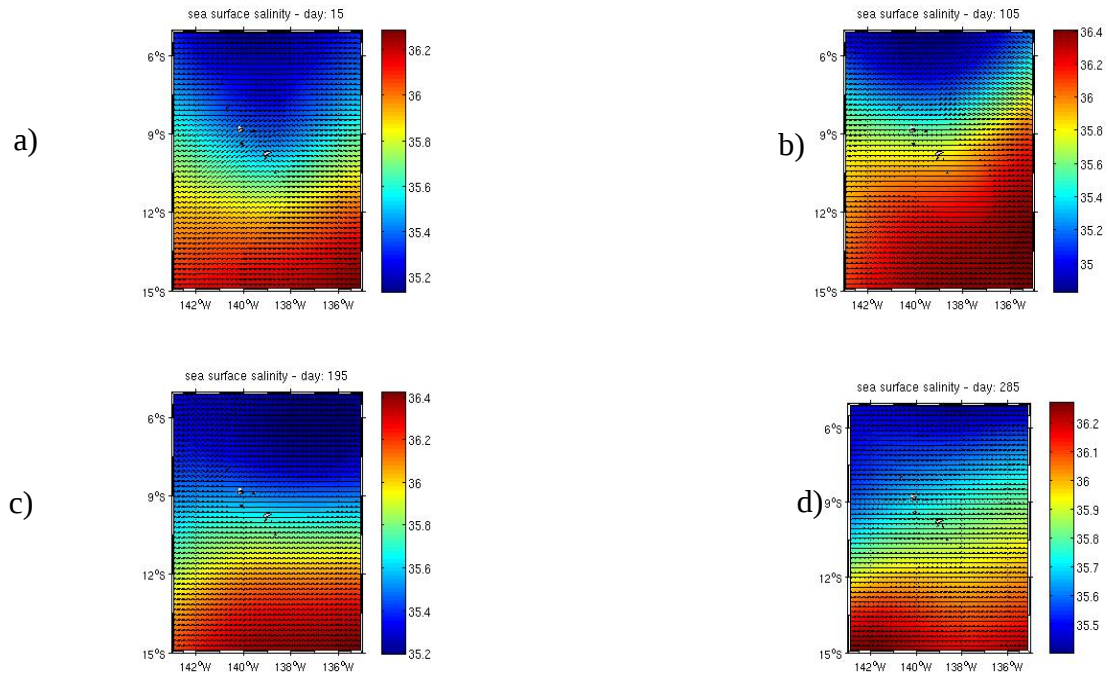 a)
sea surface salinity - day: 15
6°S
9°S
12°S
15°S
142°W 140°W 138°W 136°W
36.2
36
35.8
35.6
35.4
35.2
b)
sea surface salinity - day: 105
6°S
9°S
12°S
15°S
142°W 140°W 138°W 136°W
36.4
36.2
36
35.8
35.6
35.4
35.2
35
c)
sea surface salinity - day: 195
6°S
9°S
12°S
15°S
142°W 140°W 138°W 136°W
36.4
36.2
36
35.8
35.6
35.4
35.2
d)
sea surface salinity - day: 285
6°S
9°S
12°S
15°S
142°W 140°W 138°W 136°W
36.2
36.1
36
35.9
35.8
35.7
35.6
35.5